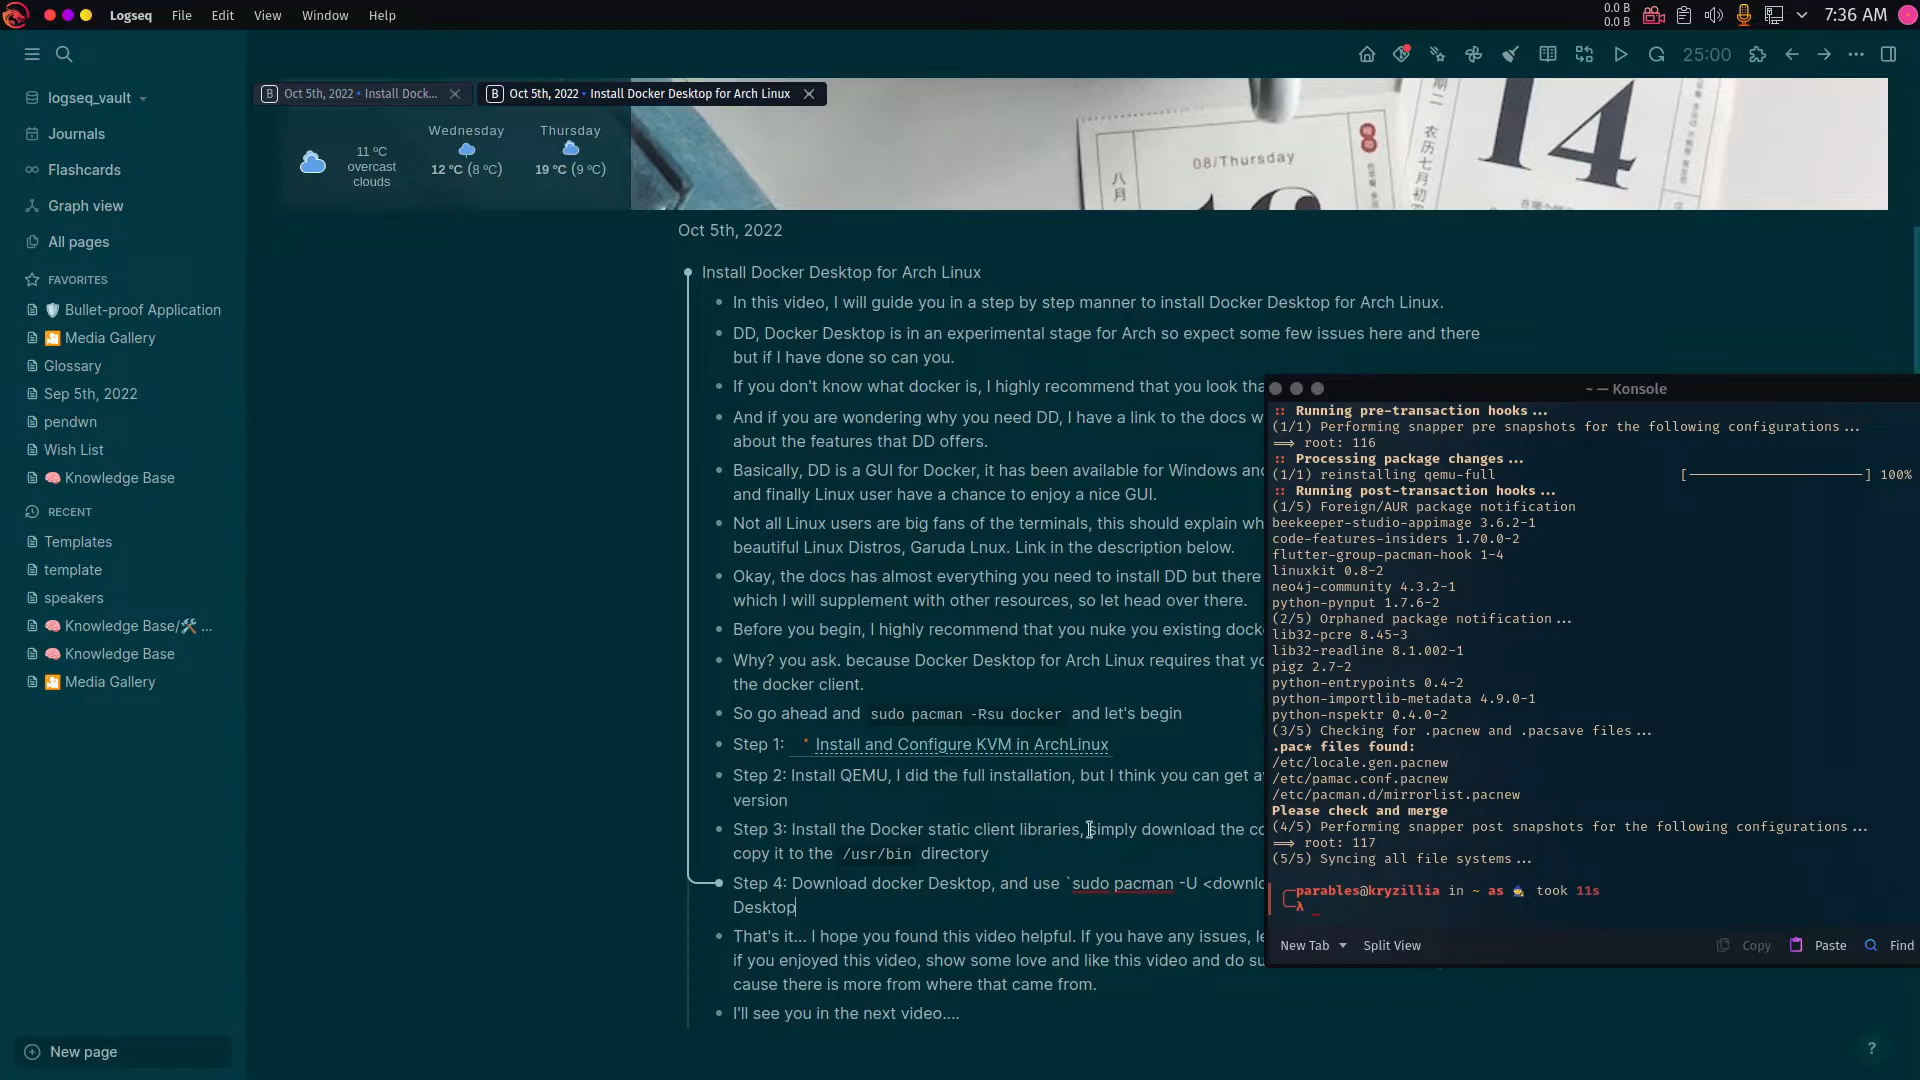 Logseq File Edit View Window Help
0.0 B
0.0 B
7:36 AM
25:00
logseq_vault
Journals
Flashcards
Graph view
All pages
FAVORITES
🛡️ Bullet-proof Application
🎦 Media Gallery
Glossary
Sep 5th, 2022
pendwn
Wish List
🧠 Knowledge Base
RECENT
Templates
template
speakers
🧠 Knowledge Base/🛠️ ...
🧠 Knowledge Base
🎦 Media Gallery
New page
B Oct 5th, 2022 • Install Dock...
B Oct 5th, 2022 • Install Docker Desktop for Arch Linux
11 ºC
overcast
clouds
Wednesday
12 ºC (8 ºC)
Thursday
19 ºC (9 ºC)
08/Thursday
八月
14
农历七月初
Oct 5th, 2022
Install Docker Desktop for Arch Linux
In this video, I will guide you in a step by step manner to install Docker Desktop for Arch Linux.
DD, Docker Desktop is in an experimental stage for Arch so expect some few issues here and there
but if I have done so can you.
If you don't know what docker is, I highly recommend that you look tha
And if you are wondering why you need DD, I have a link to the docs w
about the features that DD offers.
Basically, DD is a GUI for Docker, it has been available for Windows and
and finally Linux user have a chance to enjoy a nice GUI.
Not all Linux users are big fans of the terminals, this should explain wh
beautiful Linux Distros, Garuda Lnux. Link in the description below.
Okay, the docs has almost everything you need to install DD but there
which I will supplement with other resources, so let head over there.
Before you begin, I highly recommend that you nuke you existing docke
Why? you ask. because Docker Desktop for Arch Linux requires that yo
the docker client.
So go ahead and sudo pacman -Rsu docker and let's begin
Step 1: Install and Configure KVM in ArchLinux
Step 2: Install QEMU, I did the full installation, but I think you can get a
version
Step 3: Install the Docker static client libraries, simply download the co
copy it to the /usr/bin directory
Step 4: Download docker Desktop, and use `sudo pacman -U <downlo
Desktop
That's it... I hope you found this video helpful. If you have any issues, le
if you enjoyed this video, show some love and like this video and do su
cause there is more from where that came from.
I'll see you in the next video....
~ — Konsole
:: Running pre-transaction hooks...
(1/1) Performing snapper pre snapshots for the following configurations...
==> root: 116
:: Processing package changes...
(1/1) reinstalling qemu-full [----------------------] 100%
:: Running post-transaction hooks...
(1/5) Foreign/AUR package notification
beekeeper-studio-appimage 3.6.2-1
code-features-insiders 1.70.0-2
flutter-group-pacman-hook 1-4
linuxkit 0.8-2
neo4j-community 4.3.2-1
python-pynput 1.7.6-2
(2/5) Orphaned package notification...
lib32-pcre 8.45-3
lib32-readline 8.1.002-1
pigz 2.7-2
python-entrypoints 0.4-2
python-importlib-metadata 4.9.0-1
python-nspektr 0.4.0-2
(3/5) Checking for .pacnew and .pacsave files...
.pac* files found:
/etc/locale.gen.pacnew
/etc/pamac.conf.pacnew
/etc/pacman.d/mirrorlist.pacnew
Please check and merge
(4/5) Performing snapper post snapshots for the following configurations...
==> root: 117
(5/5) Syncing all file systems...
parables@kryzillia in ~ as 🧙 took 11s
λ _
New Tab Split View Copy Paste Find
?